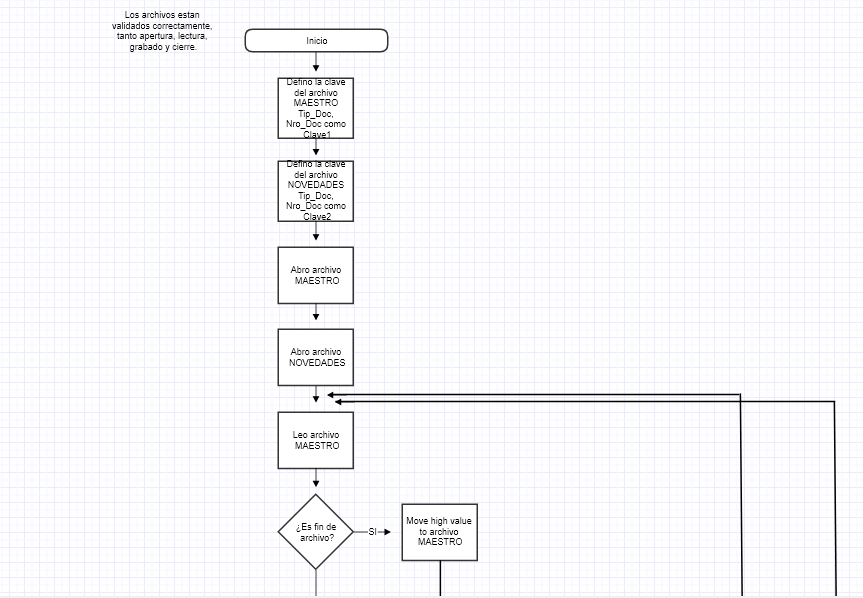 Los archivos estan
validados correctamente,
tanto apertura, lectura,
grabado y cierre.
Inicio
Defino la clave
del archivo
MAESTRO
Tip_Doc,
Nro_Doc como
Clave1
Defino la clave
del archivo
NOVEDADES
Tip_Doc,
Nro_Doc como
Clave2
Abro archivo
MAESTRO
Abro archivo
NOVEDADES
Leo archivo
MAESTRO
¿Es fin de
archivo?
SI
Move high value
to archivo
MAESTRO